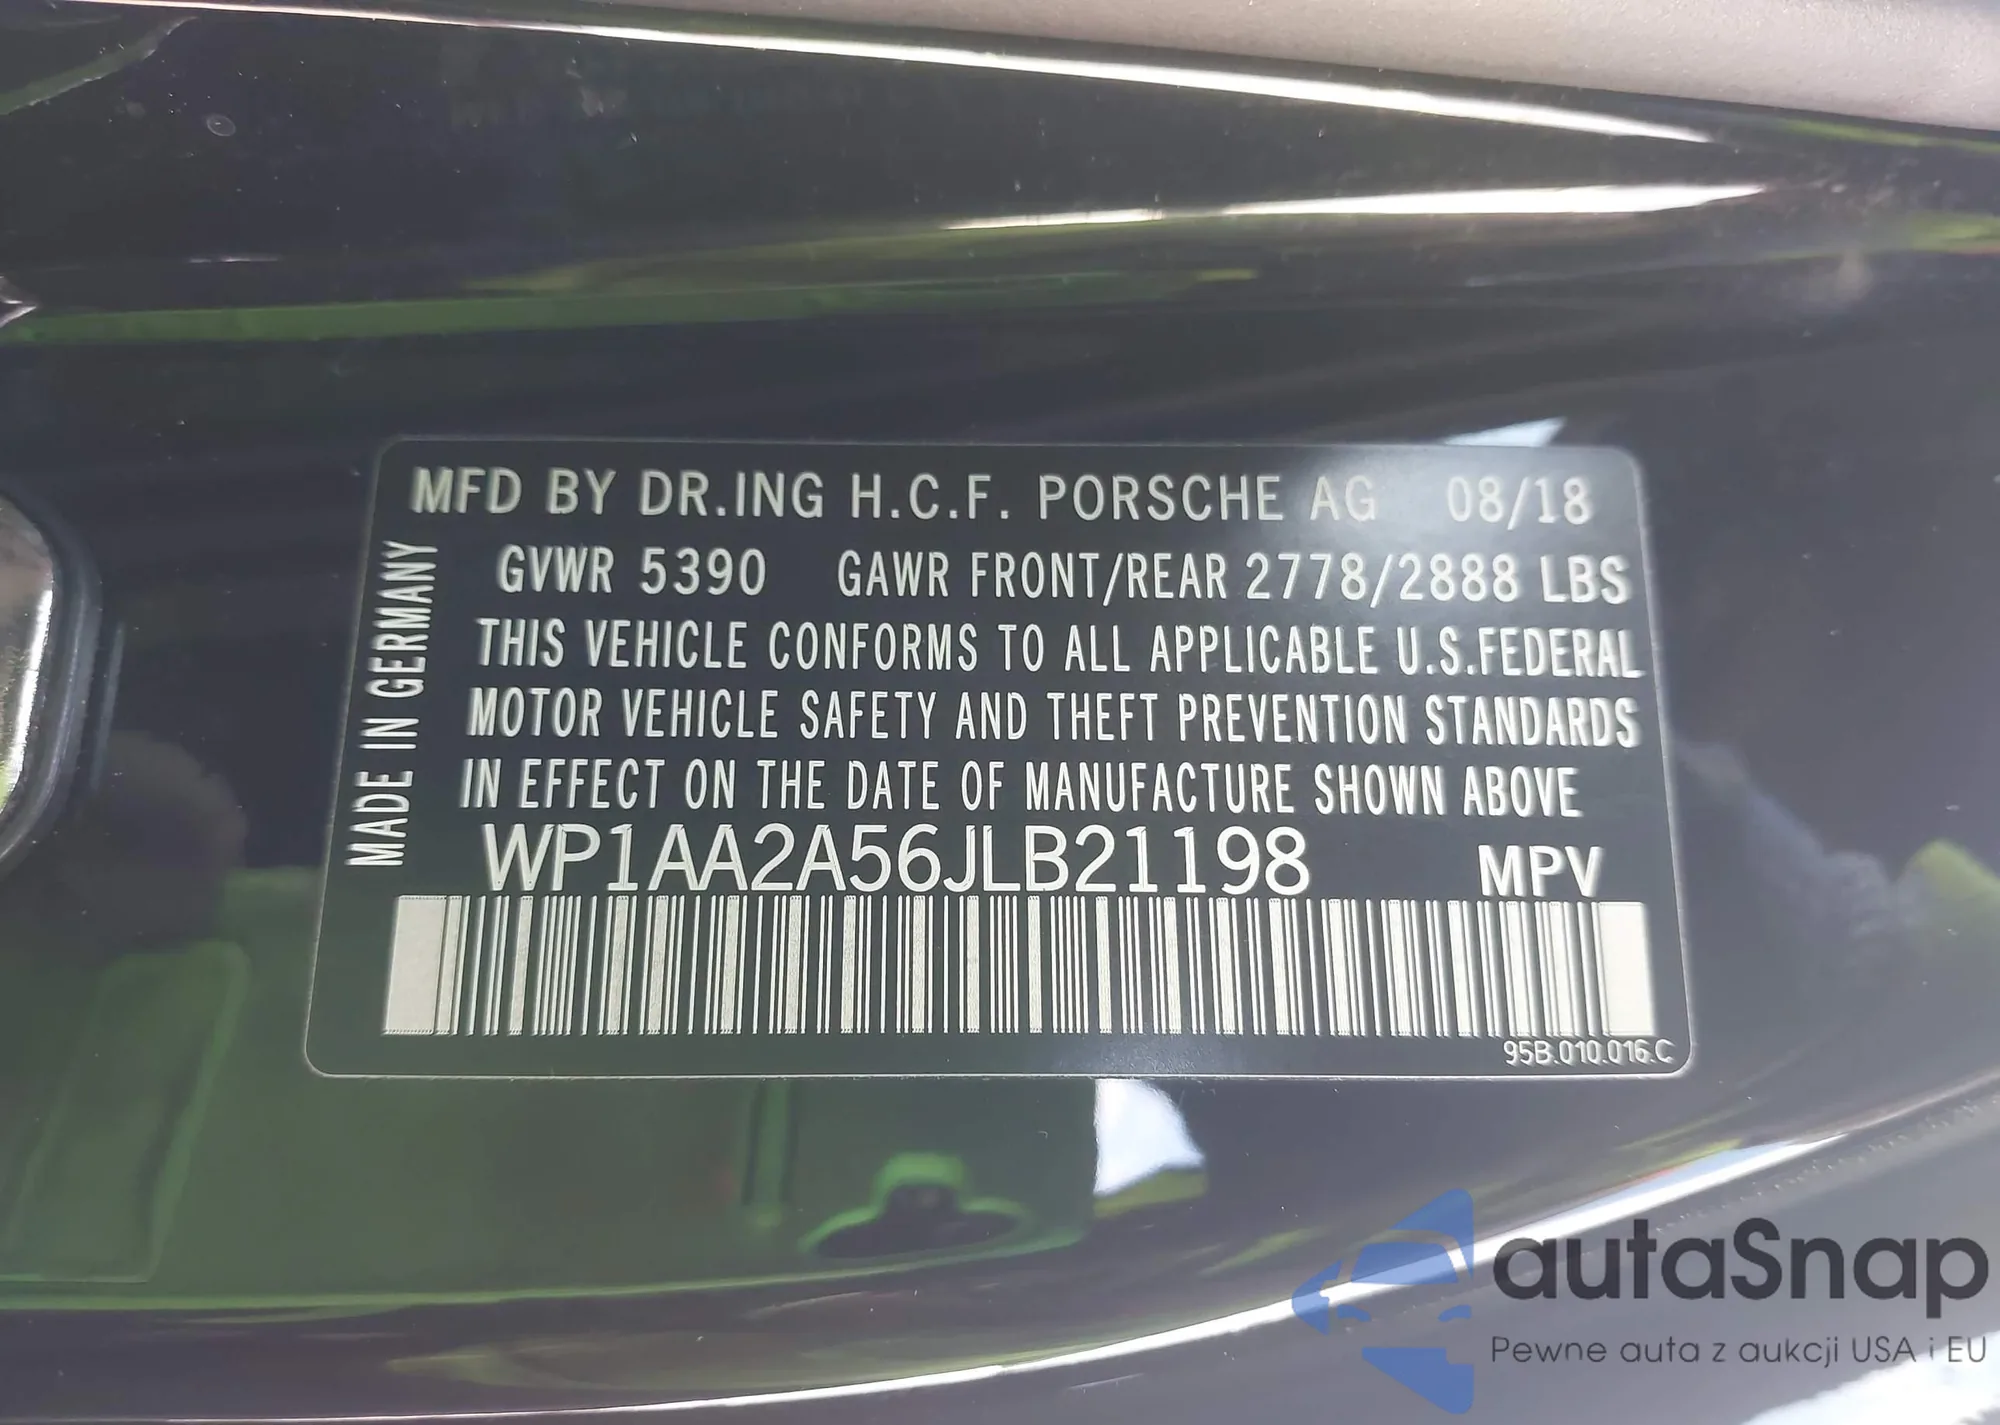 MFD BY DR.ING H.C.F. PORSCHE AG 08/18
GVWR 5390 GAWR FRONT/REAR 2778/2888 LBS
THIS VEHICLE CONFORMS TO ALL APPLICABLE U.S.FEDERAL
MOTOR VEHICLE SAFETY AND THEFT PREVENTION STANDARDS
IN EFFECT ON THE DATE OF MANUFACTURE SHOWN ABOVE
WP1AA2A56JLB21198 MPV
95B.010.016.C
MADE IN GERMANY
autaSnap
Pewne auta z aukcji USA i EU